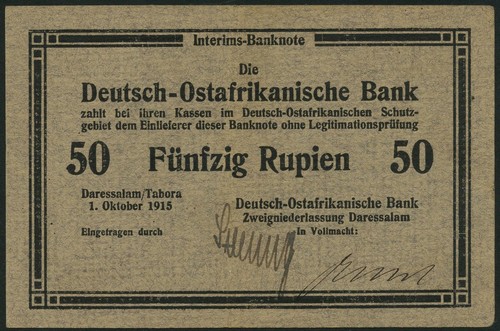 Interims-Banknote
Die
Deutsch-Ostafrikanische Bank
zahlt bei ihren Kassen im Deutsch-Ostafrikanischen Schutz-
gebiet dem Einlieferer dieser Banknote ohne Legitimationsprüfung
50 Fünfzig Rupien 50
Daressalam/Tabora
1. Oktober 1915
Deutsch-Ostafrikanische Bank
Zweigniederlassung Daressalam
Eingetragen durch
In Vollmacht: